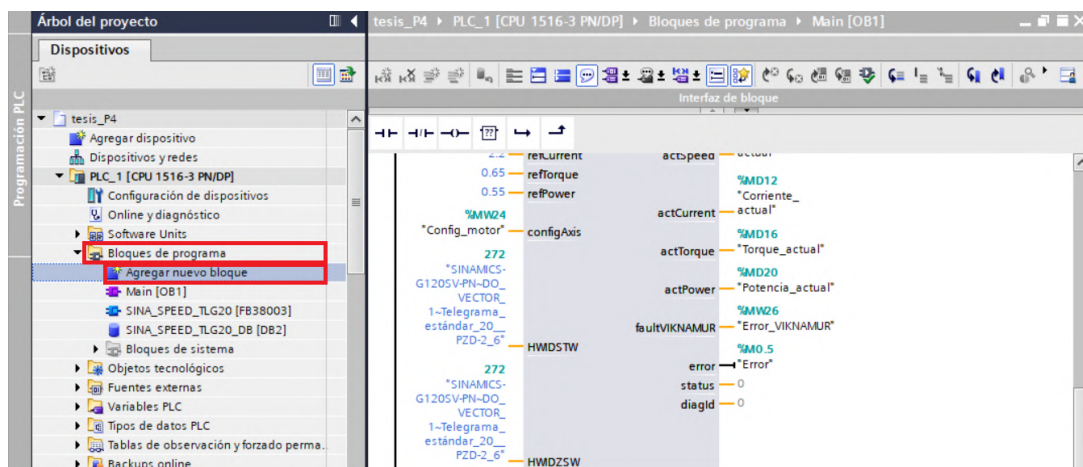 Árbol del proyecto
tesis_P4 ▸ PLC_1 [CPU 1516-3 PN/DP] ▸ Bloques de programa ▸ Main [OB1]
Dispositivos
Programación PLC
tesis_P4
Agregar dispositivo
Dispositivos y redes
PLC_1 [CPU 1516-3 PN/DP]
Configuración de dispositivos
Online y diagnóstico
Software Units
Bloques de programa
Agregar nuevo bloque
Main [OB1]
SINA_SPEED_TLG20 [FB38003]
SINA_SPEED_TLG20_DB [DB2]
Bloques de sistema
Objetos tecnológicos
Fuentes externas
Variables PLC
Tipos de datos PLC
Tablas de observación y forzado perma..
Backups online
Interfaz de bloque
??
2.2 refCurrent
0.65 refTorque
0.55 refPower
%MW24
"Config_motor" configAxis
272
"SINAMICS-
G120SV-PN~DO_
VECTOR_
1~Telegrama_
estándar_20__
PZD-2_6"
HWIDSTW
272
"SINAMICS-
G120SV-PN~DO_
VECTOR_
1~Telegrama_
estándar_20__
PZD-2_6"
HWIDZSW
actSpeed actual"
%MD12
"Corriente_
actCurrent actual"
%MD16
actTorque "Torque_actual"
%MD20
actPower "Potencia_actual"
%MW26
faultVIKNAMUR "Error_VIKNAMUR"
%M0.5
error "Error"
status 0
diagId 0